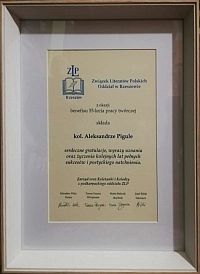 ZLP
Rzeszów
Związek Literatów Polskich
Oddział w Rzeszowie
z okazji
benefisu 35-lecia pracy twórczej
składa
kol. Aleksandrze Pigule
serdeczne gratulacje, wyrazy uznania
oraz życzenia kolejnych lat pełnych
sukcesów i poetyckiego natchnienia.
Zarząd oraz Koleżanki i Koledzy
z podkarpackiego oddziału ZLP